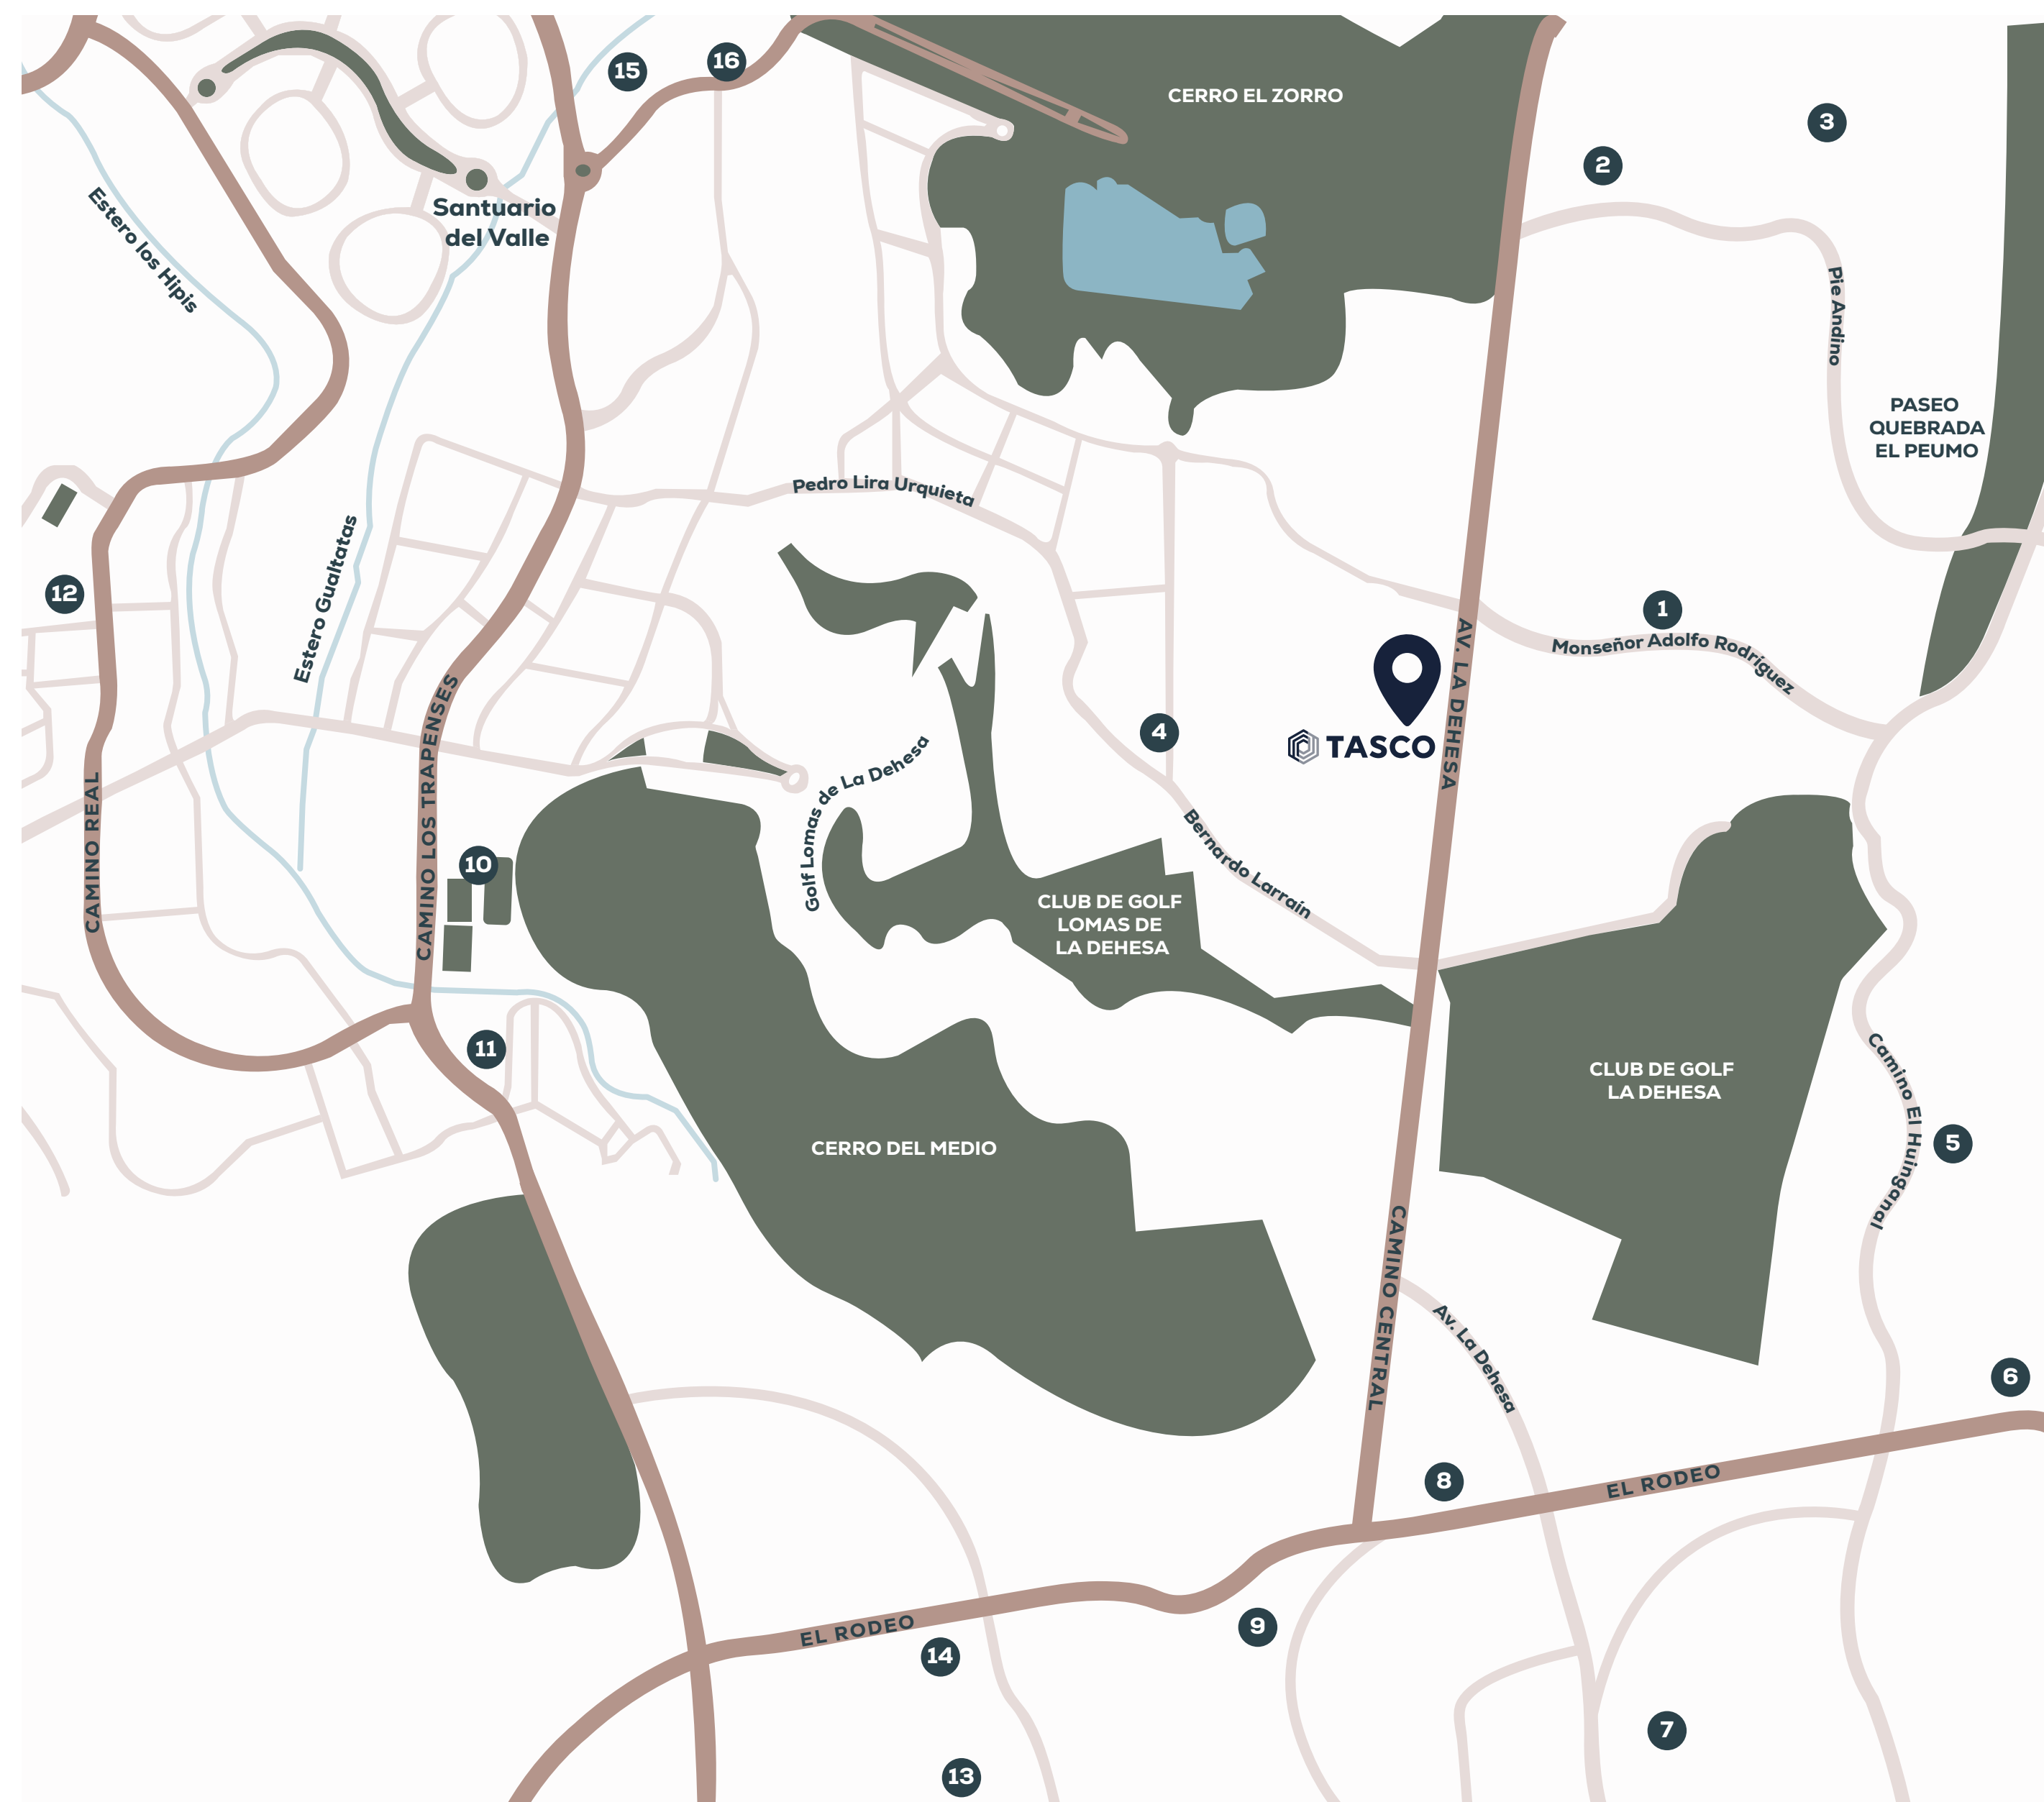 15
16
CERRO EL ZORRO
3
2
Santuario
del Valle
Estero los Hipis
Pie Andino
PASEO
QUEBRADA
EL PEUMO
Pedro Lira Urquieta
12
Estero Gualtatas
1
Monseñor Adolfo Rodríguez
AV. LA DEHESA
TASCO
4
CAMINO LOS TRAPENSES
CAMINO REAL
Golf Lomas de La Dehesa
10
Bernardo Larraín
CLUB DE GOLF
LOMAS DE
LA DEHESA
11
CLUB DE GOLF
LA DEHESA
Camino El Huinganal
5
CERRO DEL MEDIO
CAMINO CENTRAL
Av. La Dehesa
6
8
EL RODEO
EL RODEO
9
14
7
13